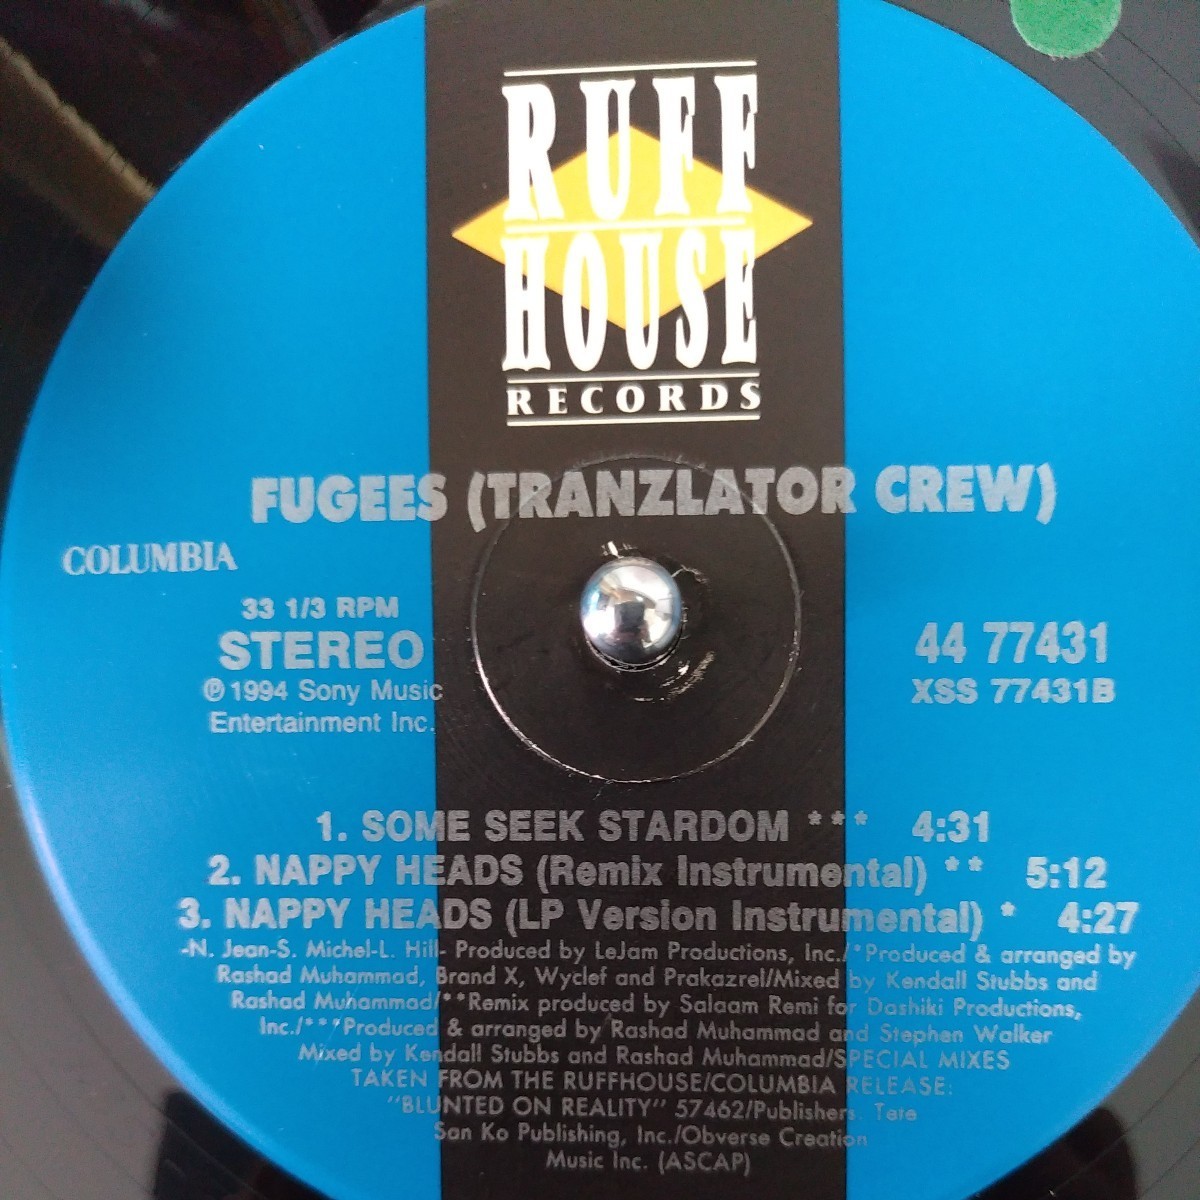 RUFF
HOUSE
RECORDS
FUGEES (TRANZLATOR CREW)
COLUMBIA
33 1/3 RPM
STEREO
℗ 1994 Sony Music
Entertainment Inc.
44 77431
XSS 77431B
1. SOME SEEK STARDOM *** 4:31
2. NAPPY HEADS (Remix Instrumental) ** 5:12
3. NAPPY HEADS (LP Version Instrumental) * 4:27
-N. Jean-S. Michel-L. Hill- Produced by LeJam Productions, Inc./*Produced & arranged by
Rashad Muhammad, Brand X, Wyclef and Prakazrel/Mixed by Kendall Stubbs and
Rashad Muhammad/**Remix produced by Salaam Remi for Dashiki Productions,
Inc./***Produced & arranged by Rashad Muhammad and Stephen Walker
Mixed by Kendall Stubbs and Rashad Muhammad/SPECIAL MIXES
TAKEN FROM THE RUFFHOUSE/COLUMBIA RELEASE:
"BLUNTED ON REALITY" 57462/Publishers: Tete
San Ko Publishing, Inc./Obverse Creation
Music Inc. (ASCAP)